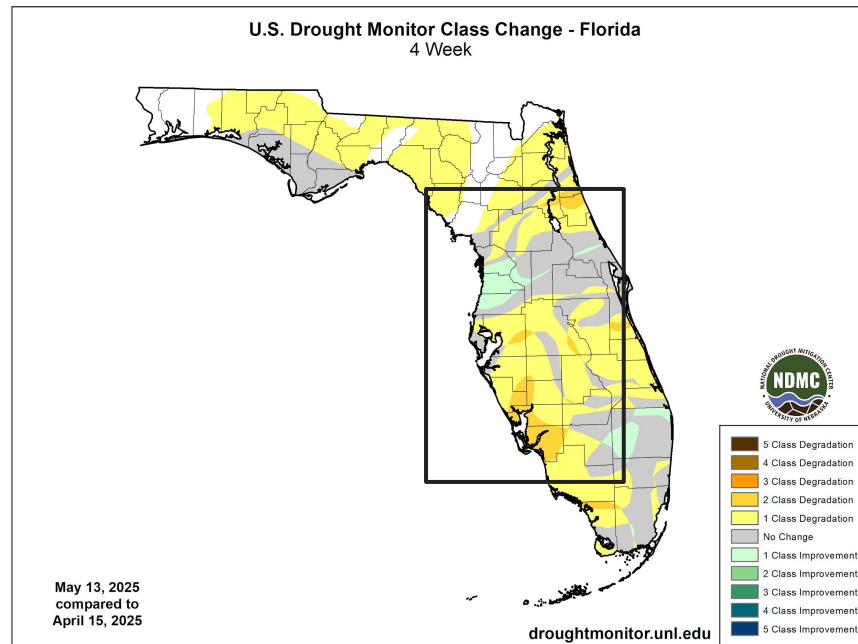 U.S. Drought Monitor Class Change - Florida
4 Week
NATIONAL DROUGHT MITIGATION CENTER
NDMC
UNIVERSITY OF NEBRASKA
5 Class Degradation
4 Class Degradation
3 Class Degradation
2 Class Degradation
1 Class Degradation
No Change
1 Class Improvement
2 Class Improvement
3 Class Improvement
4 Class Improvement
5 Class Improvement
May 13, 2025
compared to
April 15, 2025
droughtmonitor.unl.edu